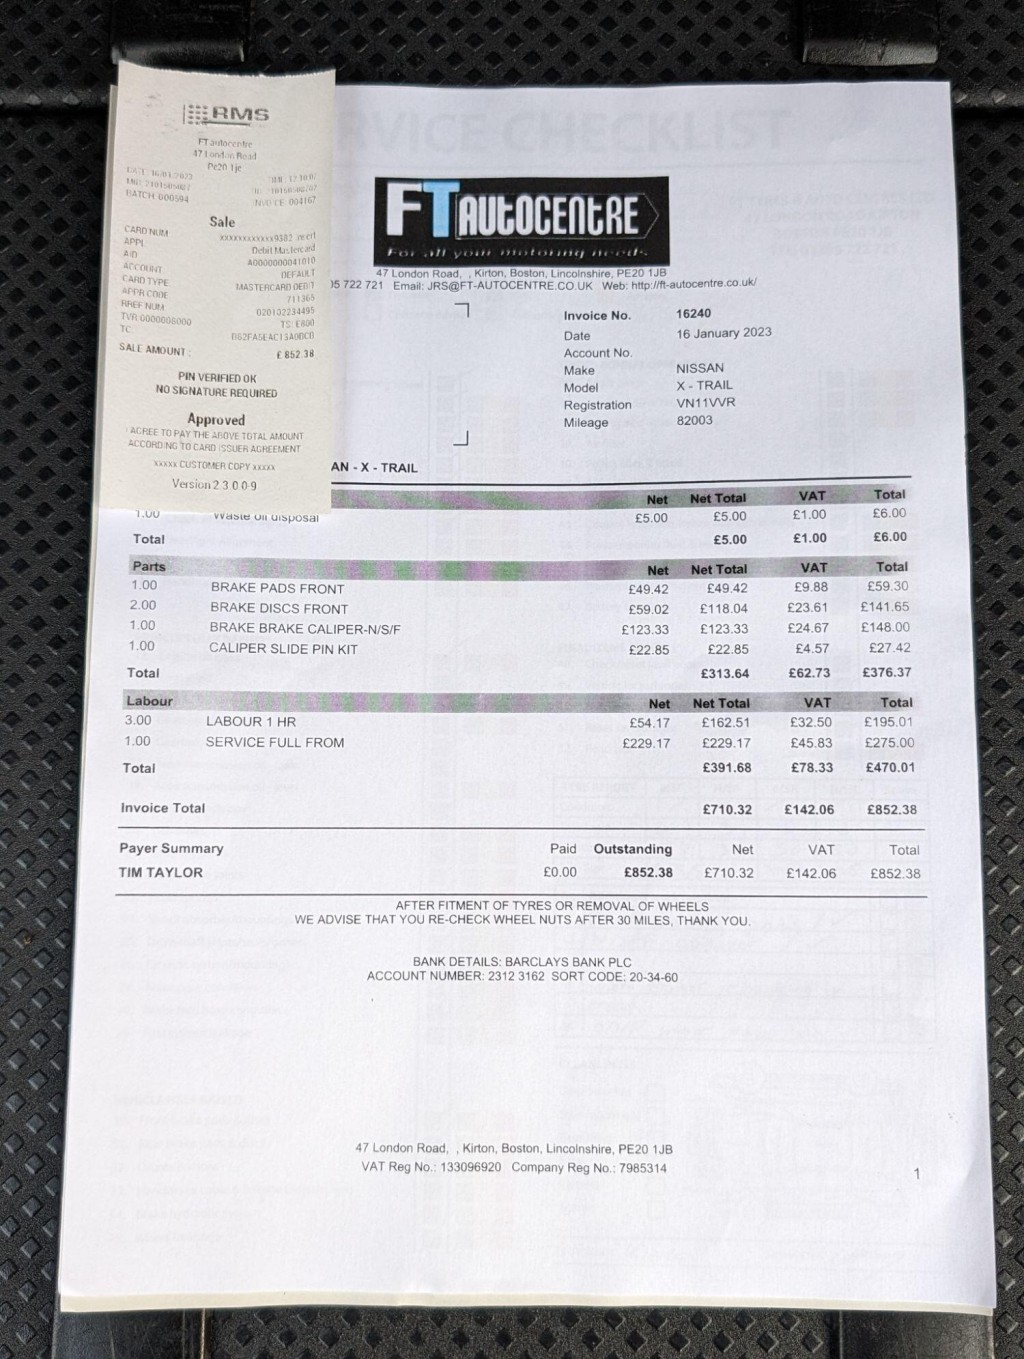 RMS
FT autocentre
47 London Road
Pe20 1je
DATE 16/01/2023
BATCH 000594
INVOICE 004167
Sale
CARD NUM xxxxxxxxxxxx9382
APPL Debit Mastercard
AID A0000000041010
ACCOUNT DEFAULT
CARD TYPE MASTERCARD DEBIT
APPR CODE 711365
RREF NUM 020102234495
TVR 0000008000 TS: E800
TC
SALE AMOUNT : £ 852.38
PIN VERIFIED OK
NO SIGNATURE REQUIRED
Approved
I AGREE TO PAY THE ABOVE TOTAL AMOUNT
ACCORDING TO CARD ISSUER AGREEMENT
xxxxx CUSTOMER COPY xxxxx
Version 2.3.0.0-9
SERVICE CHECKLIST
FT AUTOCENTRE
For all your motoring needs
47 London Road, , Kirton, Boston, Lincolnshire, PE20 1JB
05 722 721 Email: JRS@FT-AUTOCENTRE.CO.UK Web: http://ft-autocentre.co.uk/
Invoice No. 16240
Date 16 January 2023
Account No.
Make NISSAN
Model X - TRAIL
Registration VN11VVR
Mileage 82003
AN - X - TRAIL
Net Net Total VAT Total
1.00 Waste oil disposal £5.00 £5.00 £1.00 £6.00
Total £5.00 £1.00 £6.00
Parts Net Net Total VAT Total
1.00 BRAKE PADS FRONT £49.42 £49.42 £9.88 £59.30
2.00 BRAKE DISCS FRONT £59.02 £118.04 £23.61 £141.65
1.00 BRAKE BRAKE CALIPER-N/S/F £123.33 £123.33 £24.67 £148.00
1.00 CALIPER SLIDE PIN KIT £22.85 £22.85 £4.57 £27.42
Total £313.64 £62.73 £376.37
Labour Net Net Total VAT Total
3.00 LABOUR 1 HR £54.17 £162.51 £32.50 £195.01
1.00 SERVICE FULL FROM £229.17 £229.17 £45.83 £275.00
Total £391.68 £78.33 £470.01
Invoice Total £710.32 £142.06 £852.38
Payer Summary Paid Outstanding Net VAT Total
TIM TAYLOR £0.00 £852.38 £710.32 £142.06 £852.38
AFTER FITMENT OF TYRES OR REMOVAL OF WHEELS
WE ADVISE THAT YOU RE-CHECK WHEEL NUTS AFTER 30 MILES, THANK YOU.
BANK DETAILS: BARCLAYS BANK PLC
ACCOUNT NUMBER: 2312 3162 SORT CODE: 20-34-60
47 London Road, , Kirton, Boston, Lincolnshire, PE20 1JB
VAT Reg No.: 133096920 Company Reg No.: 7985314
1